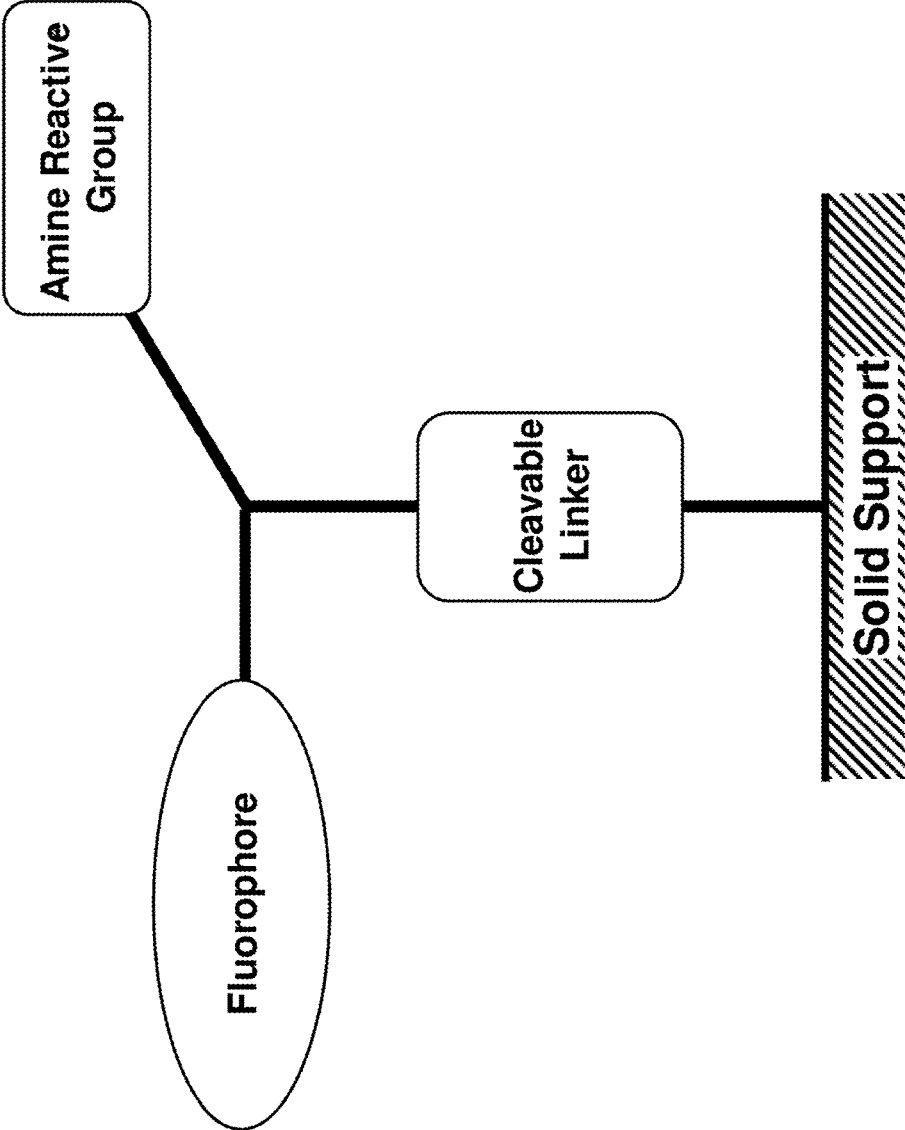 Amine Reactive
Group
Cleavable
Linker
Solid Support
Fluorophore